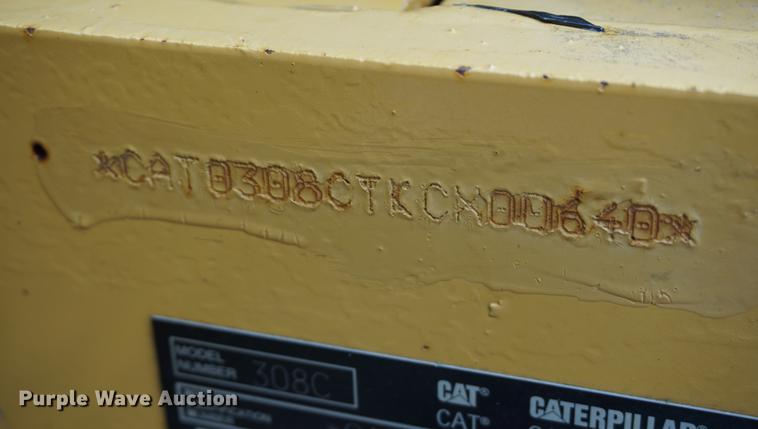 *CAT0308CTKCX00640*
MODEL
NUMBER 308C
CAT®
CATERPILLAR®
CAT®
Purple Wave Auction